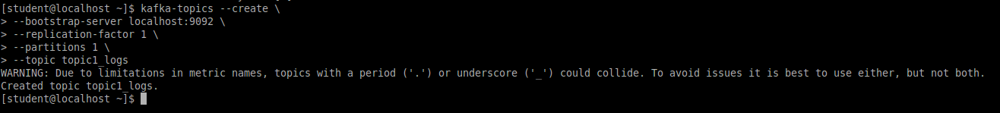 [student@localhost ~]$ kafka-topics --create \
> --bootstrap-server localhost:9092 \
> --replication-factor 1 \
> --partitions 1 \
> --topic topic1_logs
WARNING: Due to limitations in metric names, topics with a period ('.') or underscore ('_') could collide. To avoid issues it is best to use either, but not both.
Created topic topic1_logs.
[student@localhost ~]$